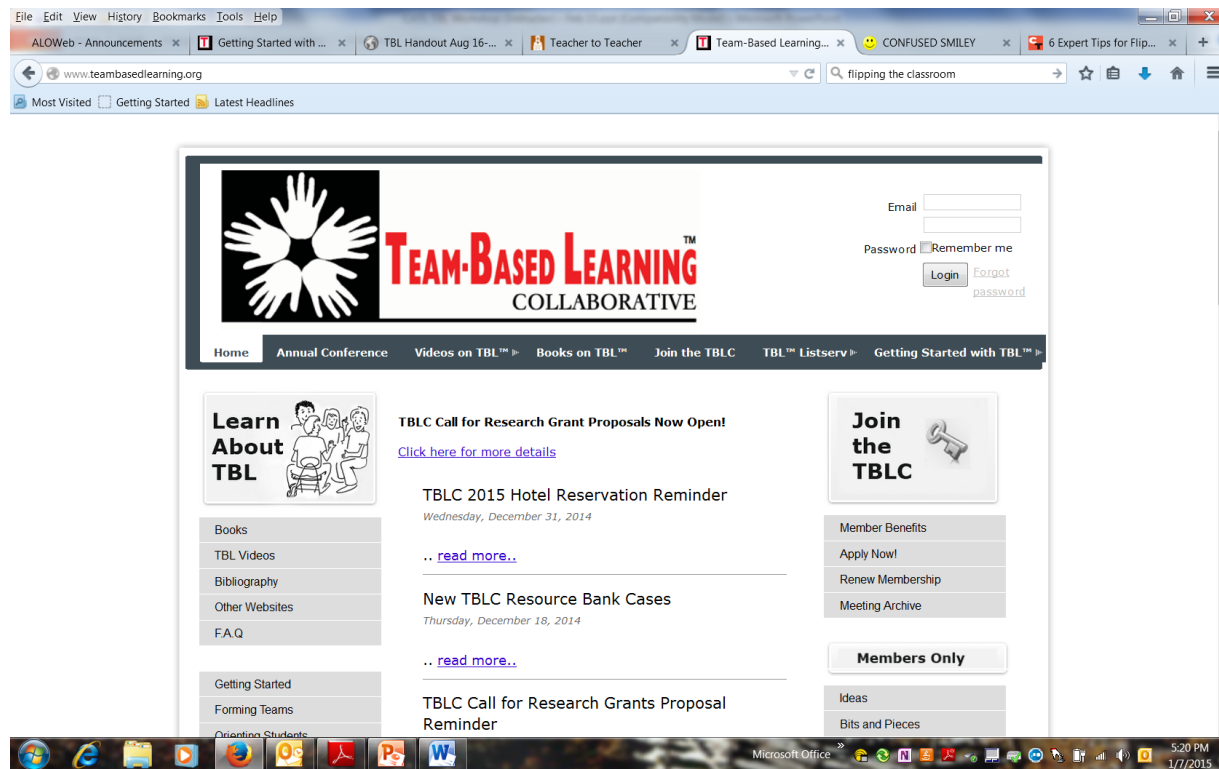 File Edit View History Bookmarks Tools Help
ALOWeb - Announcements Getting Started with ... TBL Handout Aug 16-... Teacher to Teacher Team-Based Learning... CONFUSED SMILEY 6 Expert Tips for Flip...
www.teambasedlearning.org flipping the classroom
Most Visited Getting Started Latest Headlines
TEAM-BASED LEARNING™
COLLABORATIVE
Email
Password Remember me
Login Forgot
password
Home Annual Conference Videos on TBL™ Books on TBL™ Join the TBLC TBL™ Listserv Getting Started with TBL™
Learn
About
TBL
Books
TBL Videos
Bibliography
Other Websites
F.A.Q
Getting Started
Forming Teams
Orienting Students
TBLC Call for Research Grant Proposals Now Open!
Click here for more details
TBLC 2015 Hotel Reservation Reminder
Wednesday, December 31, 2014
.. read more..
New TBLC Resource Bank Cases
Thursday, December 18, 2014
.. read more..
TBLC Call for Research Grants Proposal
Reminder
Join
the
TBLC
Member Benefits
Apply Now!
Renew Membership
Meeting Archive
Members Only
Ideas
Bits and Pieces
Microsoft Office » 5:20 PM
1/7/2015